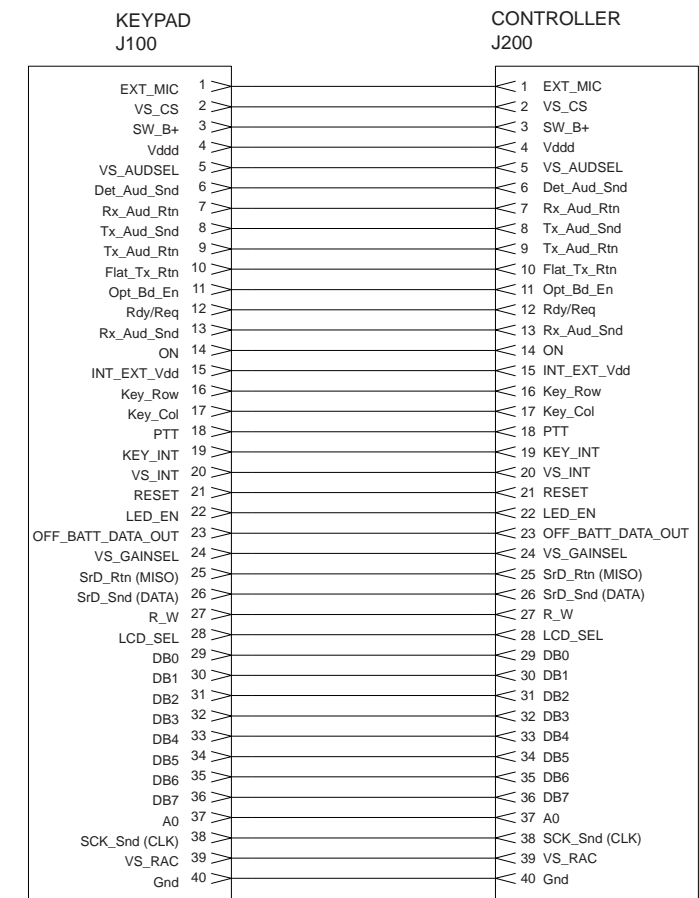 KEYPAD CONTROLLER
J100 J200
EXT_MIC 1 1 EXT_MIC
VS_CS 2 2 VS_CS
SW_B+ 3 3 SW_B+
Vddd 4 4 Vddd
VS_AUDSEL 5 5 VS_AUDSEL
Det_Aud_Snd 6 6 Det_Aud_Snd
Rx_Aud_Rtn 7 7 Rx_Aud_Rtn
Tx_Aud_Snd 8 8 Tx_Aud_Snd
Tx_Aud_Rtn 9 9 Tx_Aud_Rtn
Flat_Tx_Rtn 10 10 Flat_Tx_Rtn
Opt_Bd_En 11 11 Opt_Bd_En
Rdy/Req 12 12 Rdy/Req
Rx_Aud_Snd 13 13 Rx_Aud_Snd
ON 14 14 ON
INT_EXT_Vdd 15 15 INT_EXT_Vdd
Key_Row 16 16 Key_Row
Key_Col 17 17 Key_Col
PTT 18 18 PTT
KEY_INT 19 19 KEY_INT
VS_INT 20 20 VS_INT
RESET 21 21 RESET
LED_EN 22 22 LED_EN
OFF_BATT_DATA_OUT 23 23 OFF_BATT_DATA_OUT
VS_GAINSEL 24 24 VS_GAINSEL
SrD_Rtn (MISO) 25 25 SrD_Rtn (MISO)
SrD_Snd (DATA) 26 26 SrD_Snd (DATA)
R_W 27 27 R_W
LCD_SEL 28 28 LCD_SEL
DB0 29 29 DB0
DB1 30 30 DB1
DB2 31 31 DB2
DB3 32 32 DB3
DB4 33 33 DB4
DB5 34 34 DB5
DB6 35 35 DB6
DB7 36 36 DB7
A0 37 37 A0
SCK_Snd (CLK) 38 38 SCK_Snd (CLK)
VS_RAC 39 39 VS_RAC
Gnd 40 40 Gnd